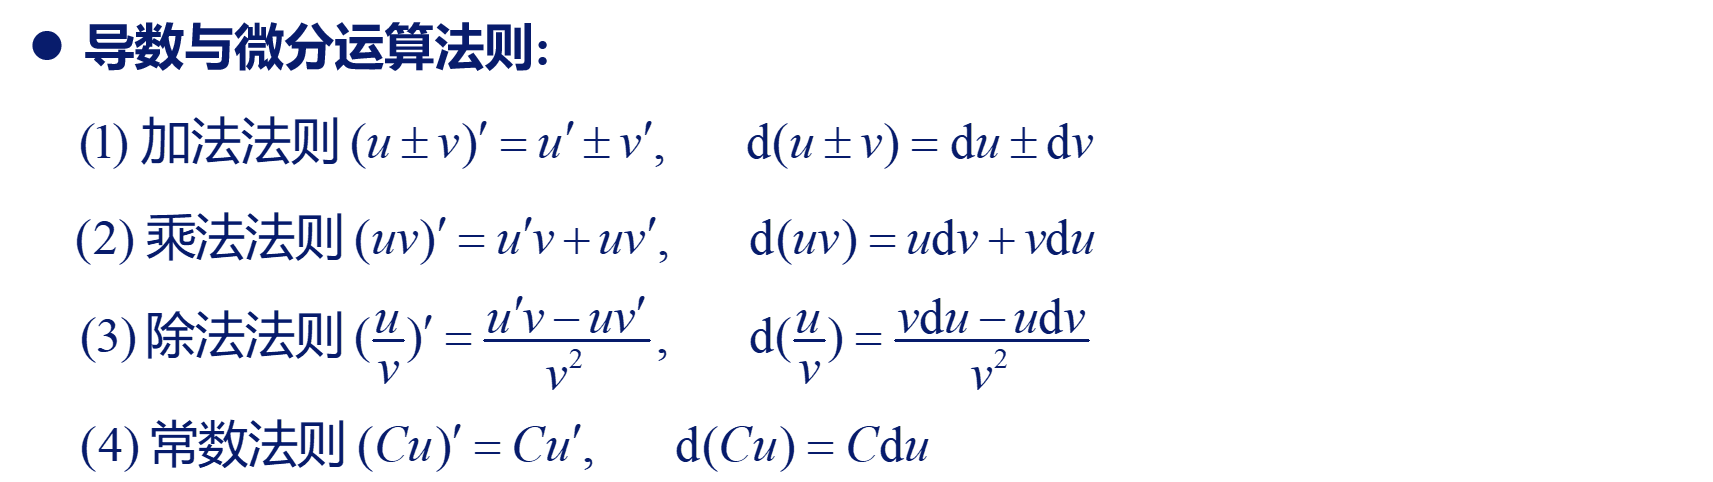 ● 导数与微分运算法则:
(1) 加法法则 (u ± v)′ = u′ ± v′, d(u ± v) = du ± dv
(2) 乘法法则 (uv)′ = u′v + uv′, d(uv) = udv + vdu
(3) 除法法则 (u/v)′ = (u′v − uv′)/v², d(u/v) = (vdu − udv)/v²
(4) 常数法则 (Cu)′ = Cu′, d(Cu) = Cdu